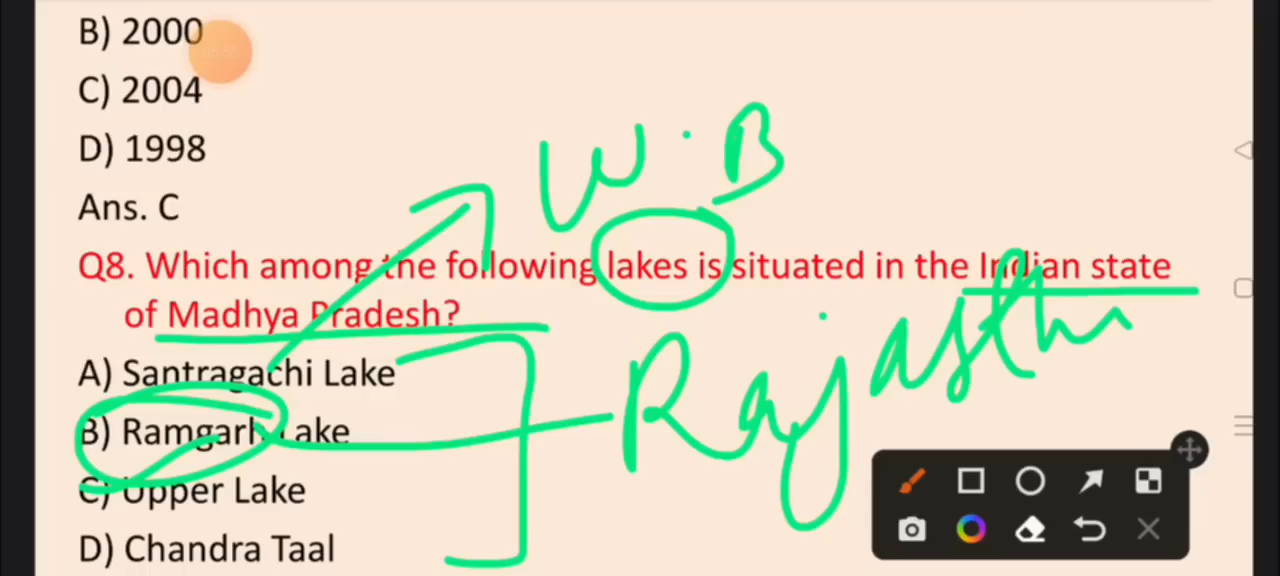 B) 2000
C) 2004
D) 1998
W.B
Ans. C
Q8. Which among the following lakes is situated in the Indian state
of Madhya Pradesh?
A) Santragachi Lake
Rajasthn
B) Ramgarh Lake
C) Upper Lake
D) Chandra Taal